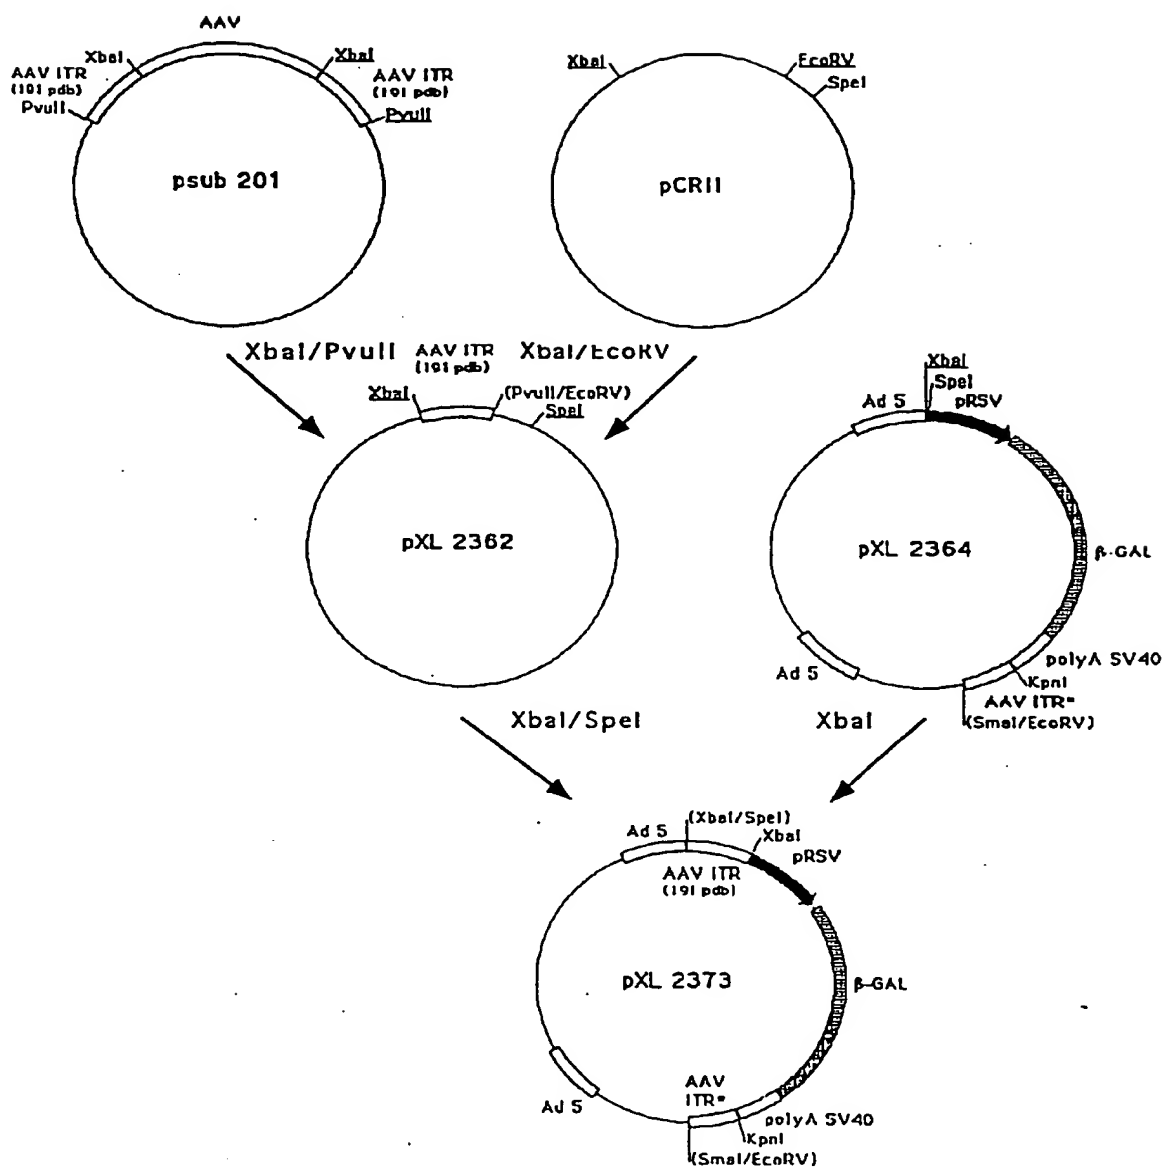 AAV
XbaI
XbaI
AAV ITR
(191 pdb)
PvuII
AAV ITR
(191 pdb)
PvuII
psub 201
XbaI
EcoRV
SpeI
pCRII
XbaI/PvuII
AAV ITR
(191 pdb)
XbaI/EcoRV
XbaI
(PvuII/EcoRV)
SpeI
pXL 2362
XbaI
SpeI
Ad 5
pRSV
pXL 2364
β-GAL
polyA SV40
KpnI
AAV ITR*
(SmaI/EcoRV)
Ad 5
XbaI/SpeI
XbaI
(XbaI/SpeI)
Ad 5
XbaI
pRSV
AAV ITR
(191 pdb)
pXL 2373
β-GAL
AAV
ITR*
Ad 5
polyA SV40
KpnI
(SmaI/EcoRV)